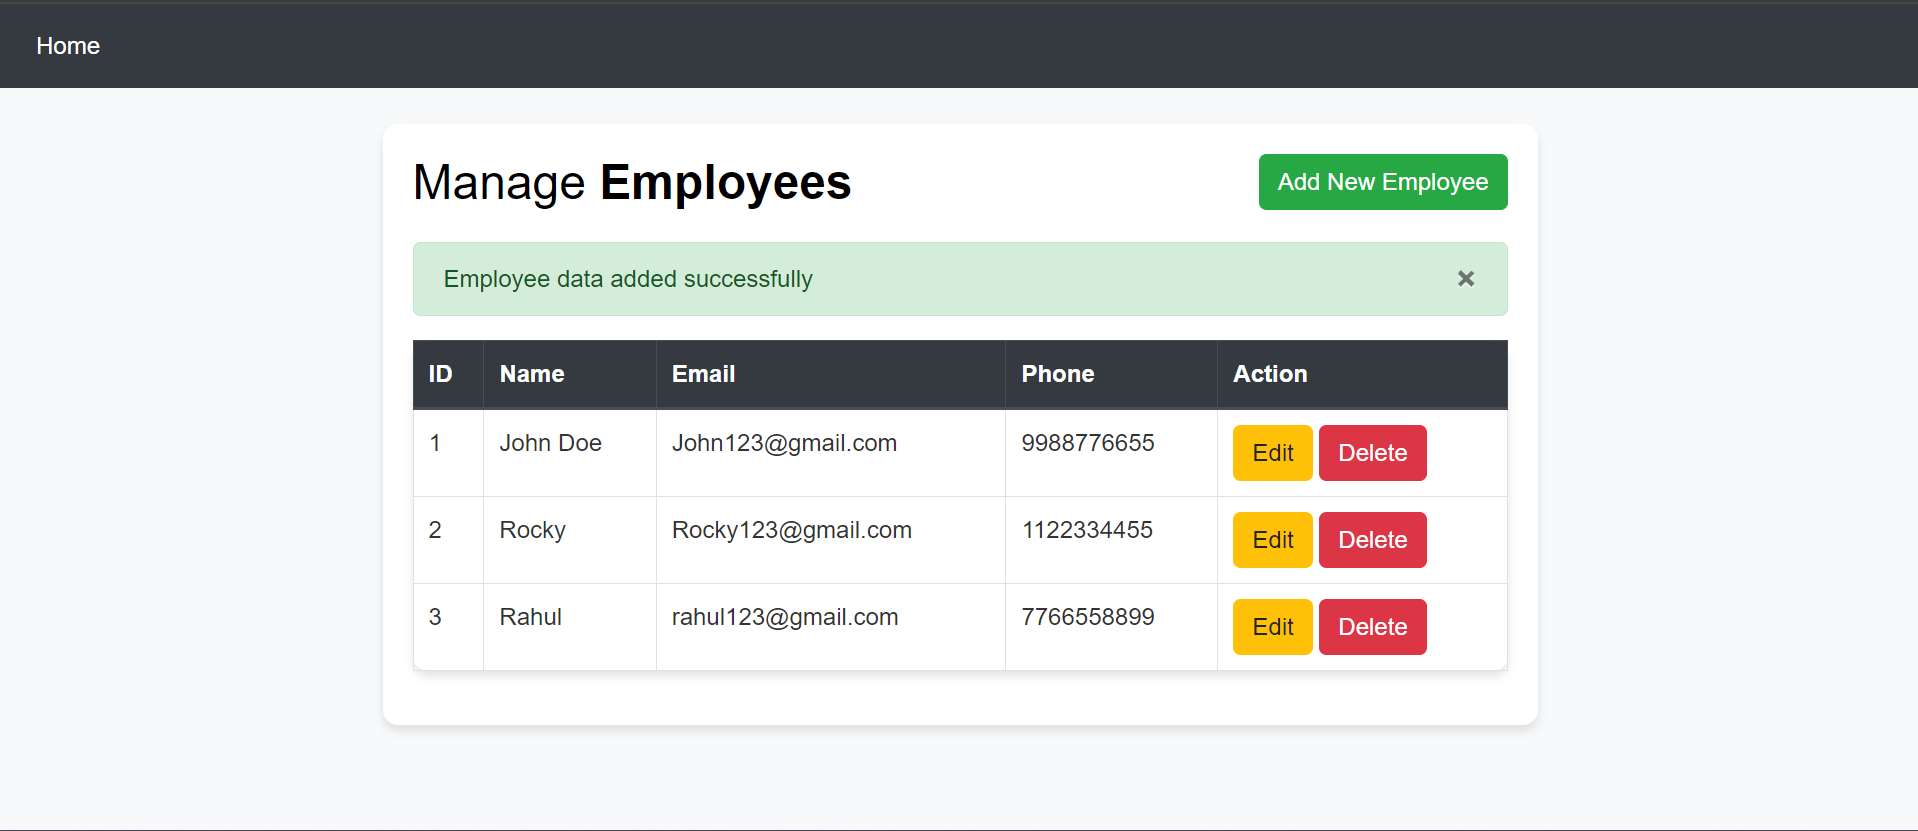 Home
Manage Employees
Add New Employee
Employee data added successfully ×
ID Name Email Phone Action
1 John Doe John123@gmail.com 9988776655 Edit Delete
2 Rocky Rocky123@gmail.com 1122334455 Edit Delete
3 Rahul rahul123@gmail.com 7766558899 Edit Delete